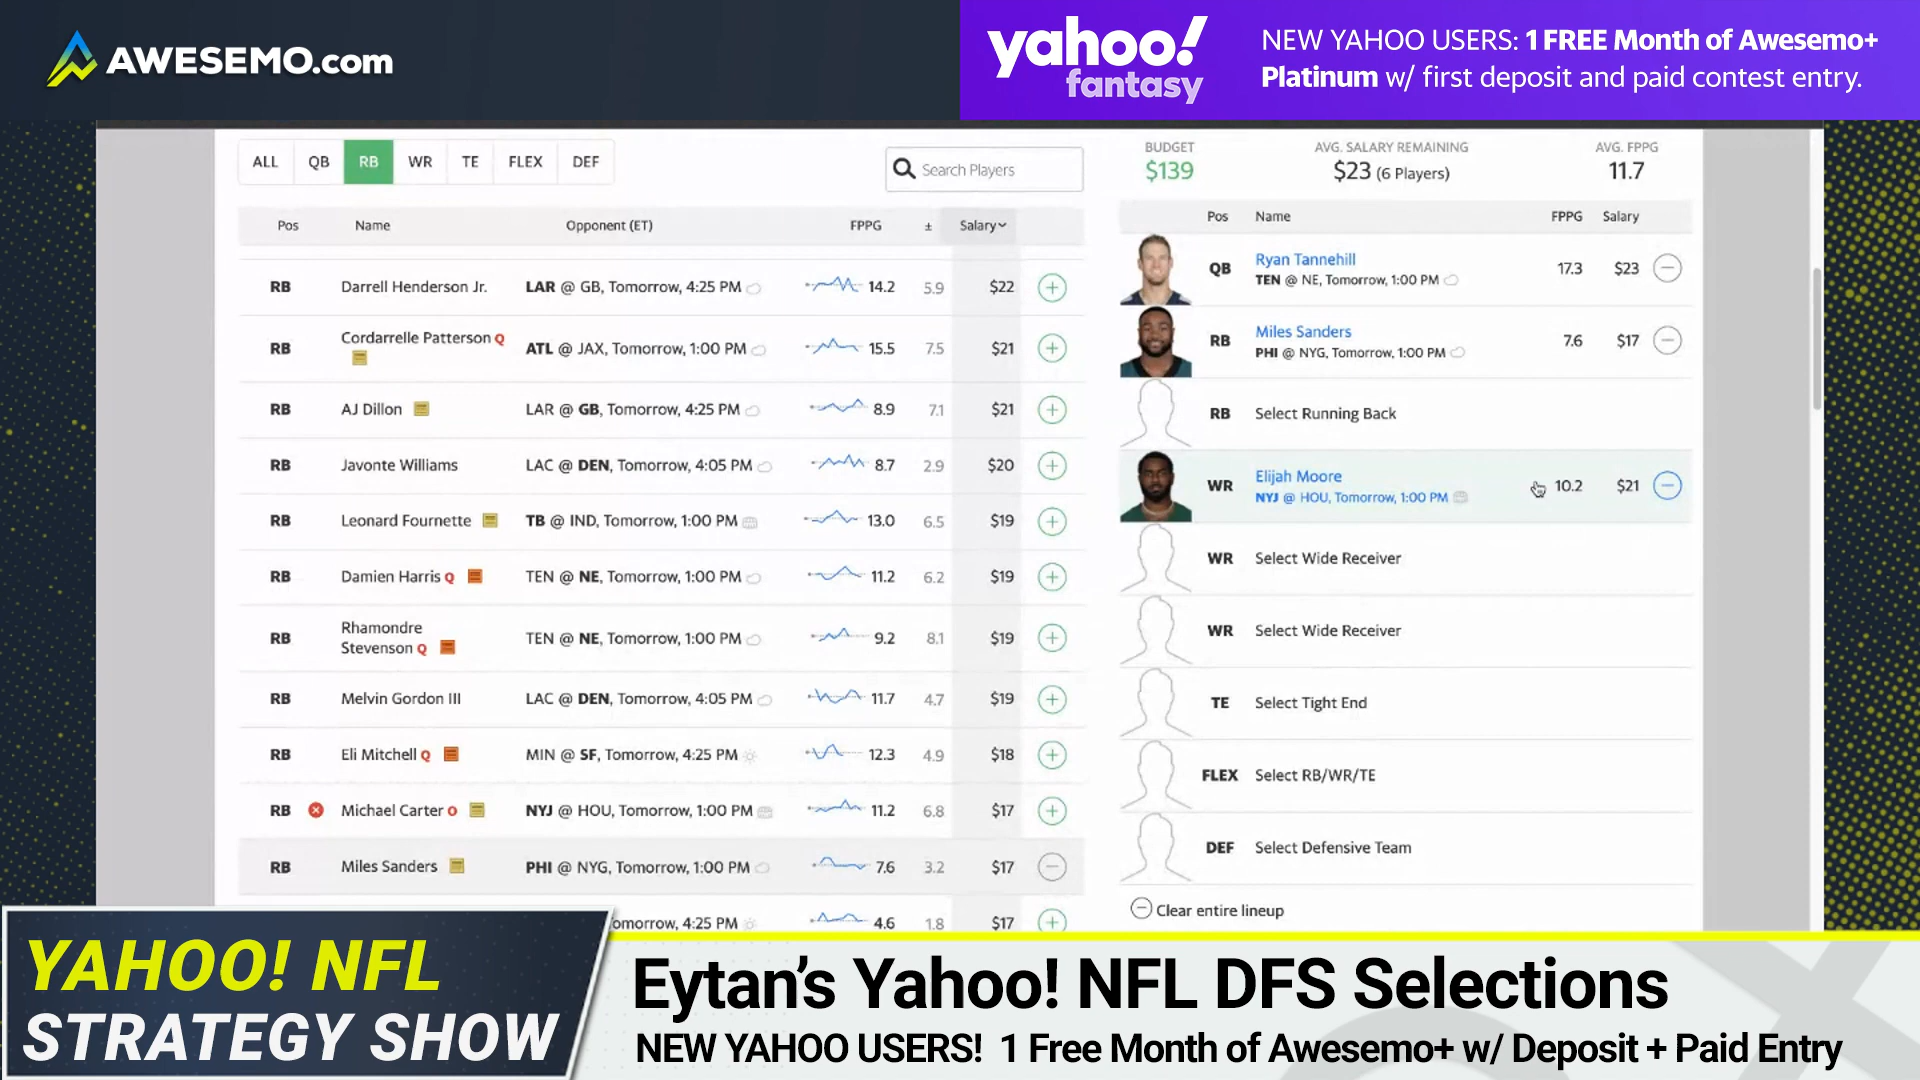 AWESEMO.com
yahoo!
fantasy
NEW YAHOO USERS: 1 FREE Month of Awesemo+
Platinum w/ first deposit and paid contest entry.
ALL QB RB WR TE FLEX DEF
Search Players
Pos Name Opponent (ET) FPPG ± Salary
RB Darrell Henderson Jr. LAR @ GB, Tomorrow, 4:25 PM 14.2 5.9 $22
RB Cordarrelle Patterson Q ATL @ JAX, Tomorrow, 1:00 PM 15.5 7.5 $21
RB AJ Dillon LAR @ GB, Tomorrow, 4:25 PM 8.9 7.1 $21
RB Javonte Williams LAC @ DEN, Tomorrow, 4:05 PM 8.7 2.9 $20
RB Leonard Fournette TB @ IND, Tomorrow, 1:00 PM 13.0 6.5 $19
RB Damien Harris Q TEN @ NE, Tomorrow, 1:00 PM 11.2 6.2 $19
Rhamondre
RB Stevenson Q TEN @ NE, Tomorrow, 1:00 PM 9.2 8.1 $19
RB Melvin Gordon III LAC @ DEN, Tomorrow, 4:05 PM 11.7 4.7 $19
RB Eli Mitchell Q MIN @ SF, Tomorrow, 4:25 PM 12.3 4.9 $18
RB Michael Carter O NYJ @ HOU, Tomorrow, 1:00 PM 11.2 6.8 $17
RB Miles Sanders PHI @ NYG, Tomorrow, 1:00 PM 7.6 3.2 $17
omorrow, 4:25 PM 4.6 1.8 $17
BUDGET AVG. SALARY REMAINING AVG. FPPG
$139 $23 (6 Players) 11.7
Pos Name FPPG Salary
QB Ryan Tannehill 17.3 $23
TEN @ NE, Tomorrow, 1:00 PM
RB Miles Sanders 7.6 $17
PHI @ NYG, Tomorrow, 1:00 PM
RB Select Running Back
WR Elijah Moore 10.2 $21
NYJ @ HOU, Tomorrow, 1:00 PM
WR Select Wide Receiver
WR Select Wide Receiver
TE Select Tight End
FLEX Select RB/WR/TE
DEF Select Defensive Team
Clear entire lineup
YAHOO! NFL
STRATEGY SHOW
Eytan's Yahoo! NFL DFS Selections
NEW YAHOO USERS! 1 Free Month of Awesemo+ w/ Deposit + Paid Entry